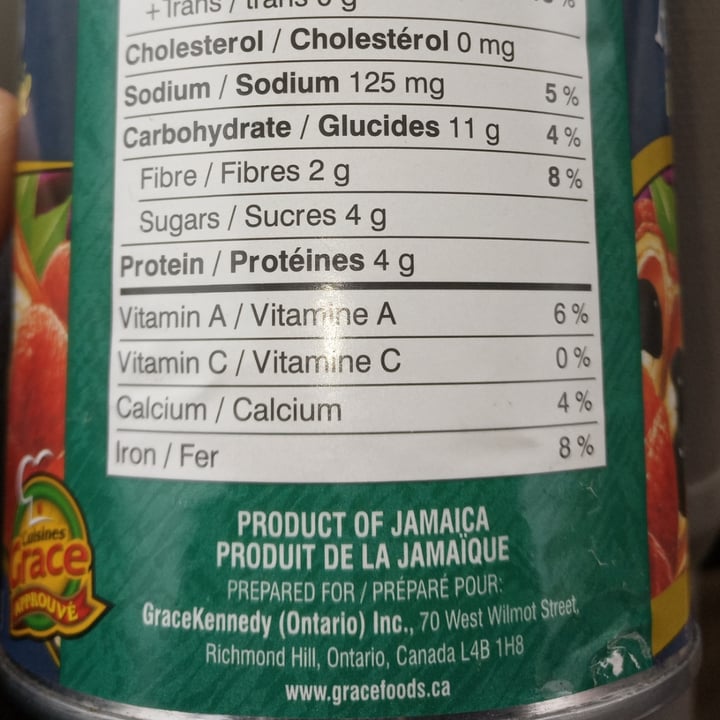 + Trans / trans 0 g
Cholesterol / Cholestérol 0 mg
Sodium / Sodium 125 mg 5 %
Carbohydrate / Glucides 11 g 4 %
Fibre / Fibres 2 g 8 %
Sugars / Sucres 4 g
Protein / Protéines 4 g
Vitamin A / Vitamine A 6 %
Vitamin C / Vitamine C 0 %
Calcium / Calcium 4 %
Iron / Fer 8 %
PRODUCT OF JAMAICA
PRODUIT DE LA JAMAÏQUE
PREPARED FOR / PRÉPARÉ POUR:
GraceKennedy (Ontario) Inc., 70 West Wilmot Street,
Richmond Hill, Ontario, Canada L4B 1H8
www.gracefoods.ca
Cuisines
Grace
APPROUVÉ